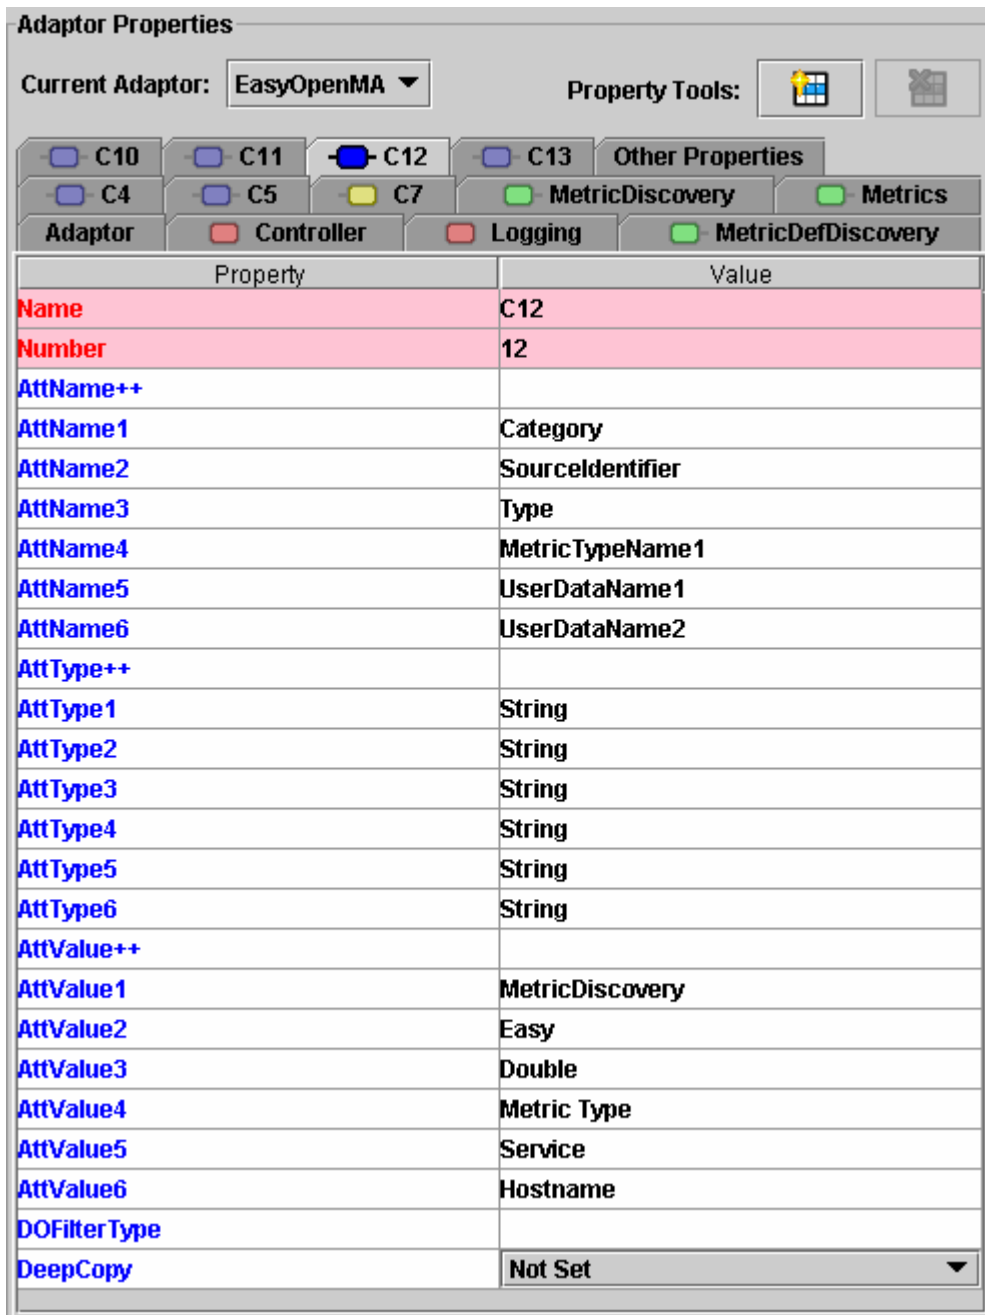 Adaptor Properties
Current Adaptor: EasyOpenMA Property Tools:
C10 C11 C12 C13 Other Properties
C4 C5 C7 MetricDiscovery Metrics
Adaptor Controller Logging MetricDefDiscovery
Property Value
Name C12
Number 12
AttName++
AttName1 Category
AttName2 SourceIdentifier
AttName3 Type
AttName4 MetricTypeName1
AttName5 UserDataName1
AttName6 UserDataName2
AttType++
AttType1 String
AttType2 String
AttType3 String
AttType4 String
AttType5 String
AttType6 String
AttValue++
AttValue1 MetricDiscovery
AttValue2 Easy
AttValue3 Double
AttValue4 Metric Type
AttValue5 Service
AttValue6 Hostname
DOFilterType
DeepCopy Not Set